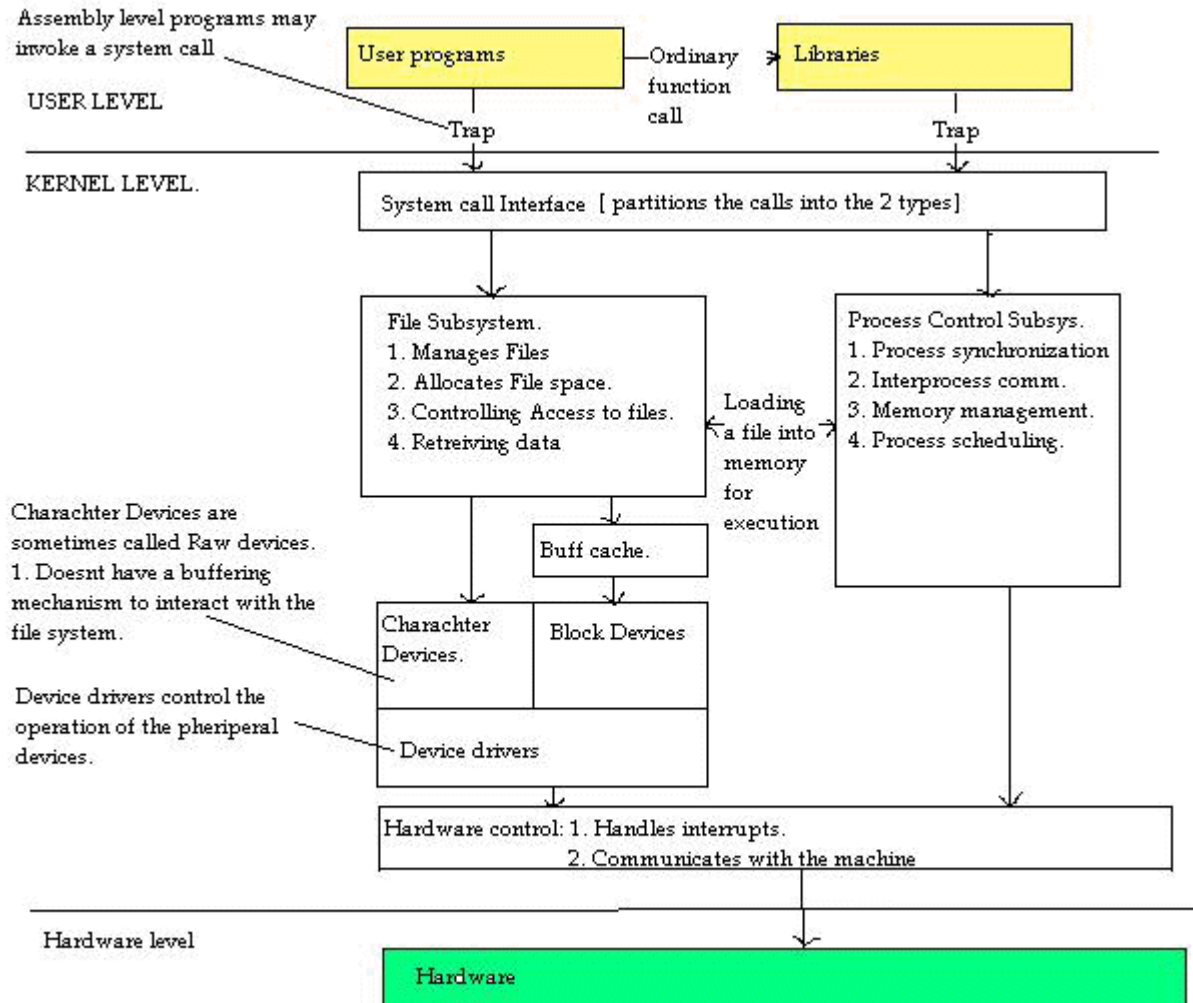 Assembly level programs may
invoke a system call
User programs
Ordinary
function
call
Libraries
USER LEVEL
Trap
Trap
KERNEL LEVEL.
System call Interface [ partitions the calls into the 2 types]
File Subsystem.
1. Manages Files
2. Allocates File space.
3. Controlling Access to files.
4. Retreiving data
Loading
a file into
memory
for
execution
Process Control Subsys.
1. Process synchronization
2. Interprocess comm.
3. Memory management.
4. Process scheduling.
Charachter Devices are
sometimes called Raw devices.
1. Doesnt have a buffering
mechanism to interact with the
file system.
Buff cache.
Charachter
Devices.
Block Devices
Device drivers control the
operation of the pheriperal
devices.
Device drivers
Hardware control: 1. Handles interrupts.
2. Communicates with the machine
Hardware level
Hardware